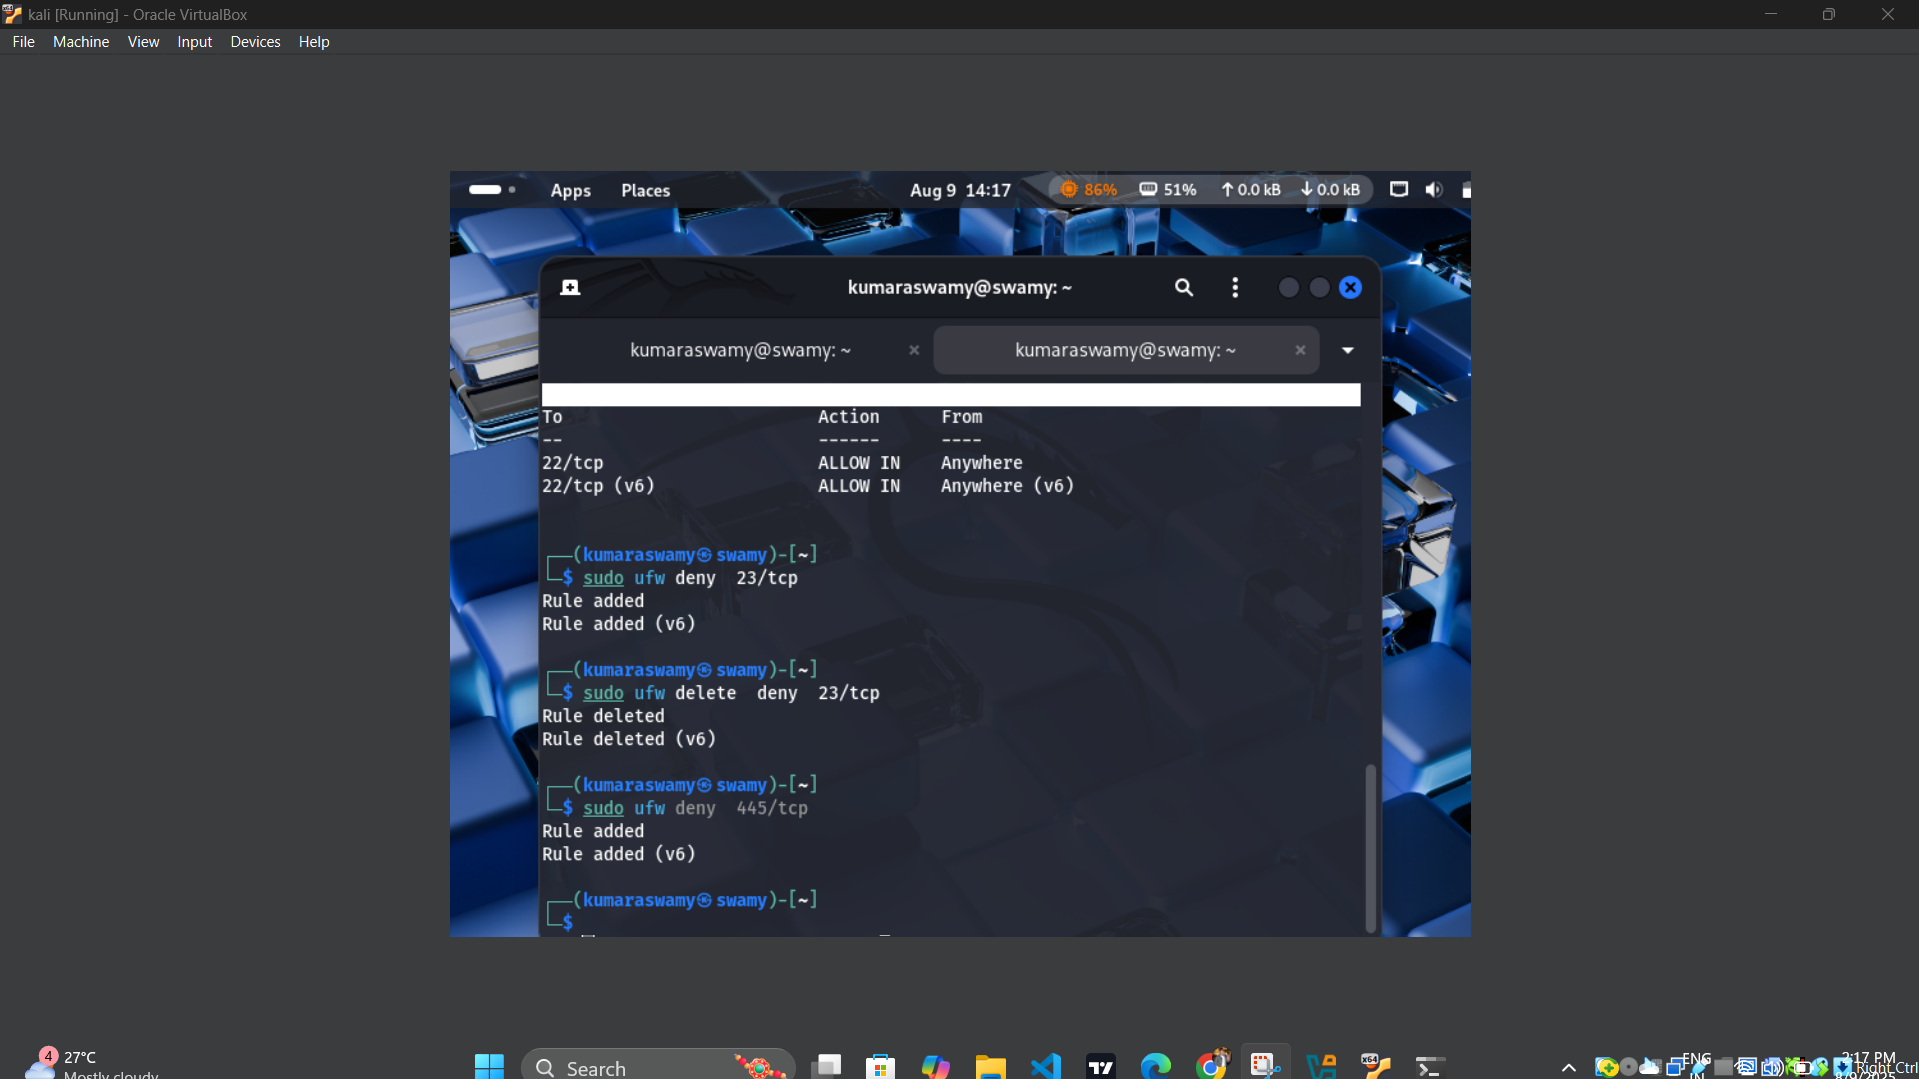 kali [Running] - Oracle VirtualBox
File Machine View Input Devices Help
Apps Places Aug 9 14:17 86% 51% ↑0.0 kB ↓0.0 kB
kumaraswamy@swamy: ~
kumaraswamy@swamy: ~ kumaraswamy@swamy: ~
To Action From
-- ------ ----
22/tcp ALLOW IN Anywhere
22/tcp (v6) ALLOW IN Anywhere (v6)
┌──(kumaraswamy㉿swamy)-[~]
└─$ sudo ufw deny  23/tcp
Rule added
Rule added (v6)
┌──(kumaraswamy㉿swamy)-[~]
└─$ sudo ufw delete  deny  23/tcp
Rule deleted
Rule deleted (v6)
┌──(kumaraswamy㉿swamy)-[~]
└─$ sudo ufw deny  445/tcp
Rule added
Rule added (v6)
┌──(kumaraswamy㉿swamy)-[~]
└─$
4 27°C
Mostly cloudy
Search
ENG
IN
2:17 PM
8/9/2025
Right Ctrl